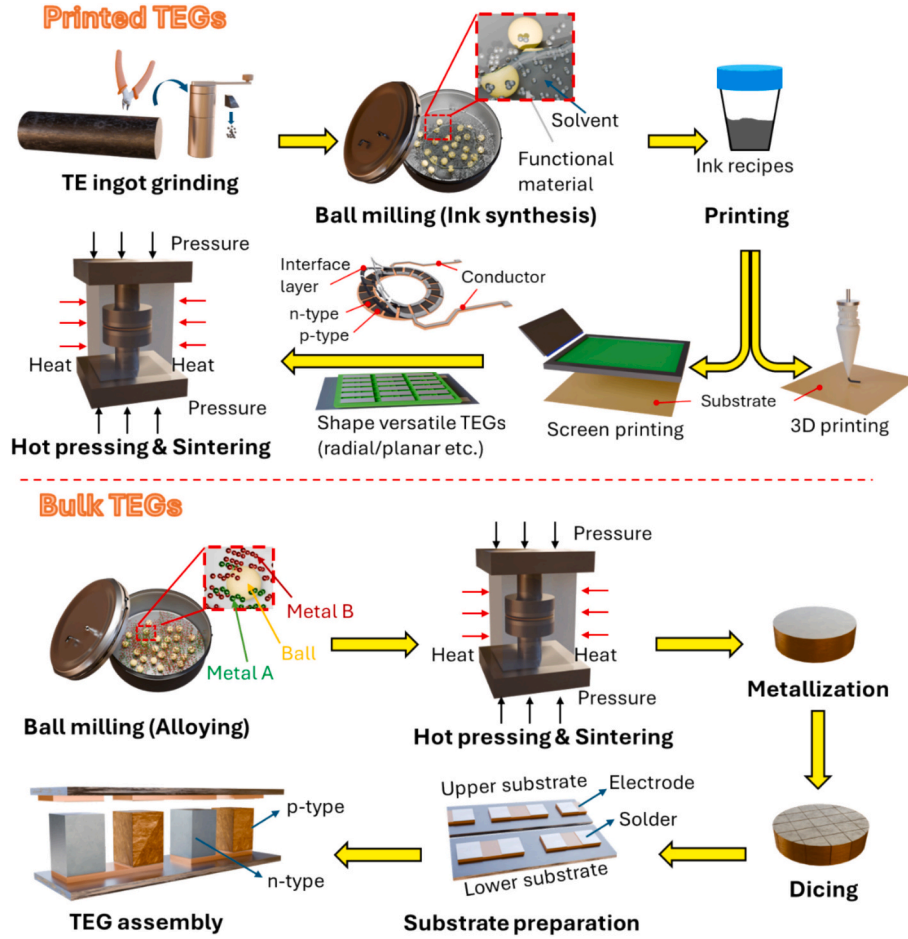 Printed TEGs
TE ingot grinding
Solvent
Functional
material
Ball milling (Ink synthesis)
Ink recipes
Printing
Pressure
Heat
Heat
Pressure
Hot pressing & Sintering
Interface
layer
n-type
p-type
Conductor
Shape versatile TEGs
(radial/planar etc.)
Substrate
Screen printing
3D printing
Bulk TEGs
Metal B
Ball
Metal A
Ball milling (Alloying)
Pressure
Heat
Heat
Pressure
Hot pressing & Sintering
Metallization
Dicing
Upper substrate
Electrode
Solder
Lower substrate
Substrate preparation
p-type
n-type
TEG assembly